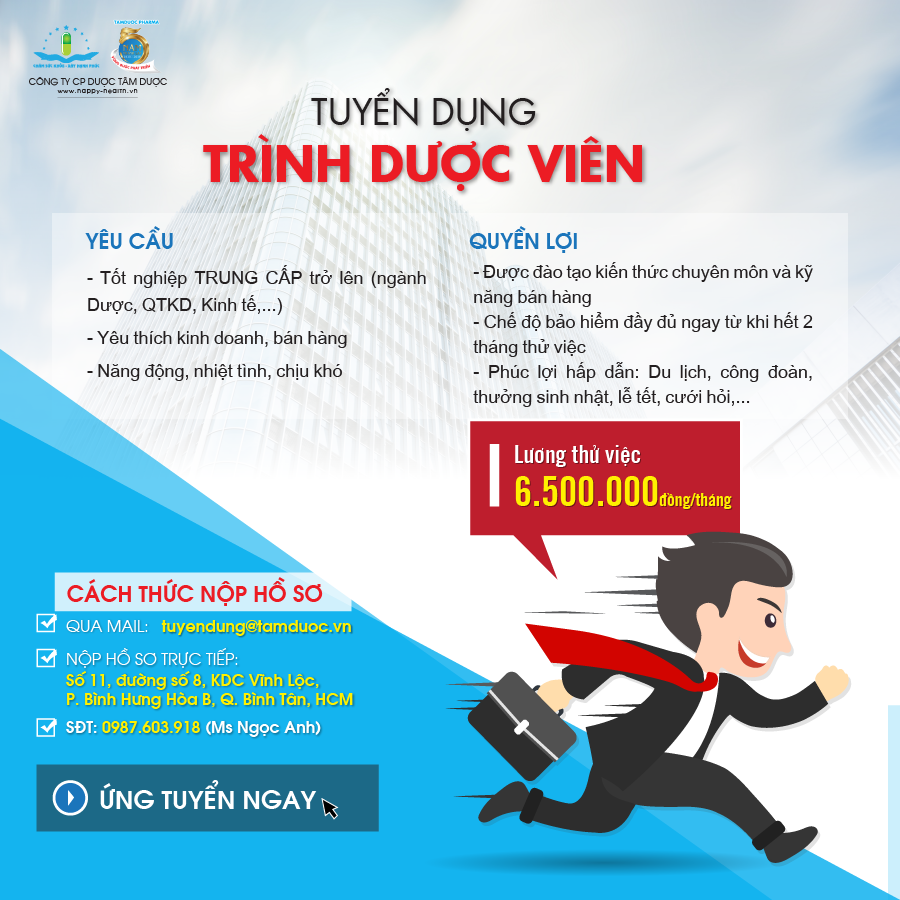 TAMDUOC PHARMA
CÔNG TY CP DƯỢC TÂM DƯỢC
TUYỂN DỤNG
TRÌNH DƯỢC VIÊN
YÊU CẦU
- Tốt nghiệp TRUNG CẤP trở lên (ngành
Dược, QTKD, Kinh tế,...)
- Yêu thích kinh doanh, bán hàng
- Năng động, nhiệt tình, chịu khó
QUYỀN LỢI
- Được đào tạo kiến thức chuyên môn và kỹ
năng bán hàng
- Chế độ bảo hiểm đầy đủ ngay từ khi hết 2
tháng thử việc
- Phúc lợi hấp dẫn: Du lịch, công đoàn,
thưởng sinh nhật, lễ tết, cưới hỏi,...
Lương thử việc
6.500.000đồng/tháng
CÁCH THỨC NỘP HỒ SƠ
QUA MAIL: tuyendung@tamduoc.vn
NỘP HỒ SƠ TRỰC TIẾP:
Số 11, đường số 8, KDC Vĩnh Lộc,
P. Bình Hưng Hòa B, Q. Bình Tân, HCM
SĐT: 0987.603.918 (Ms Ngọc Anh)
ỨNG TUYỂN NGAY